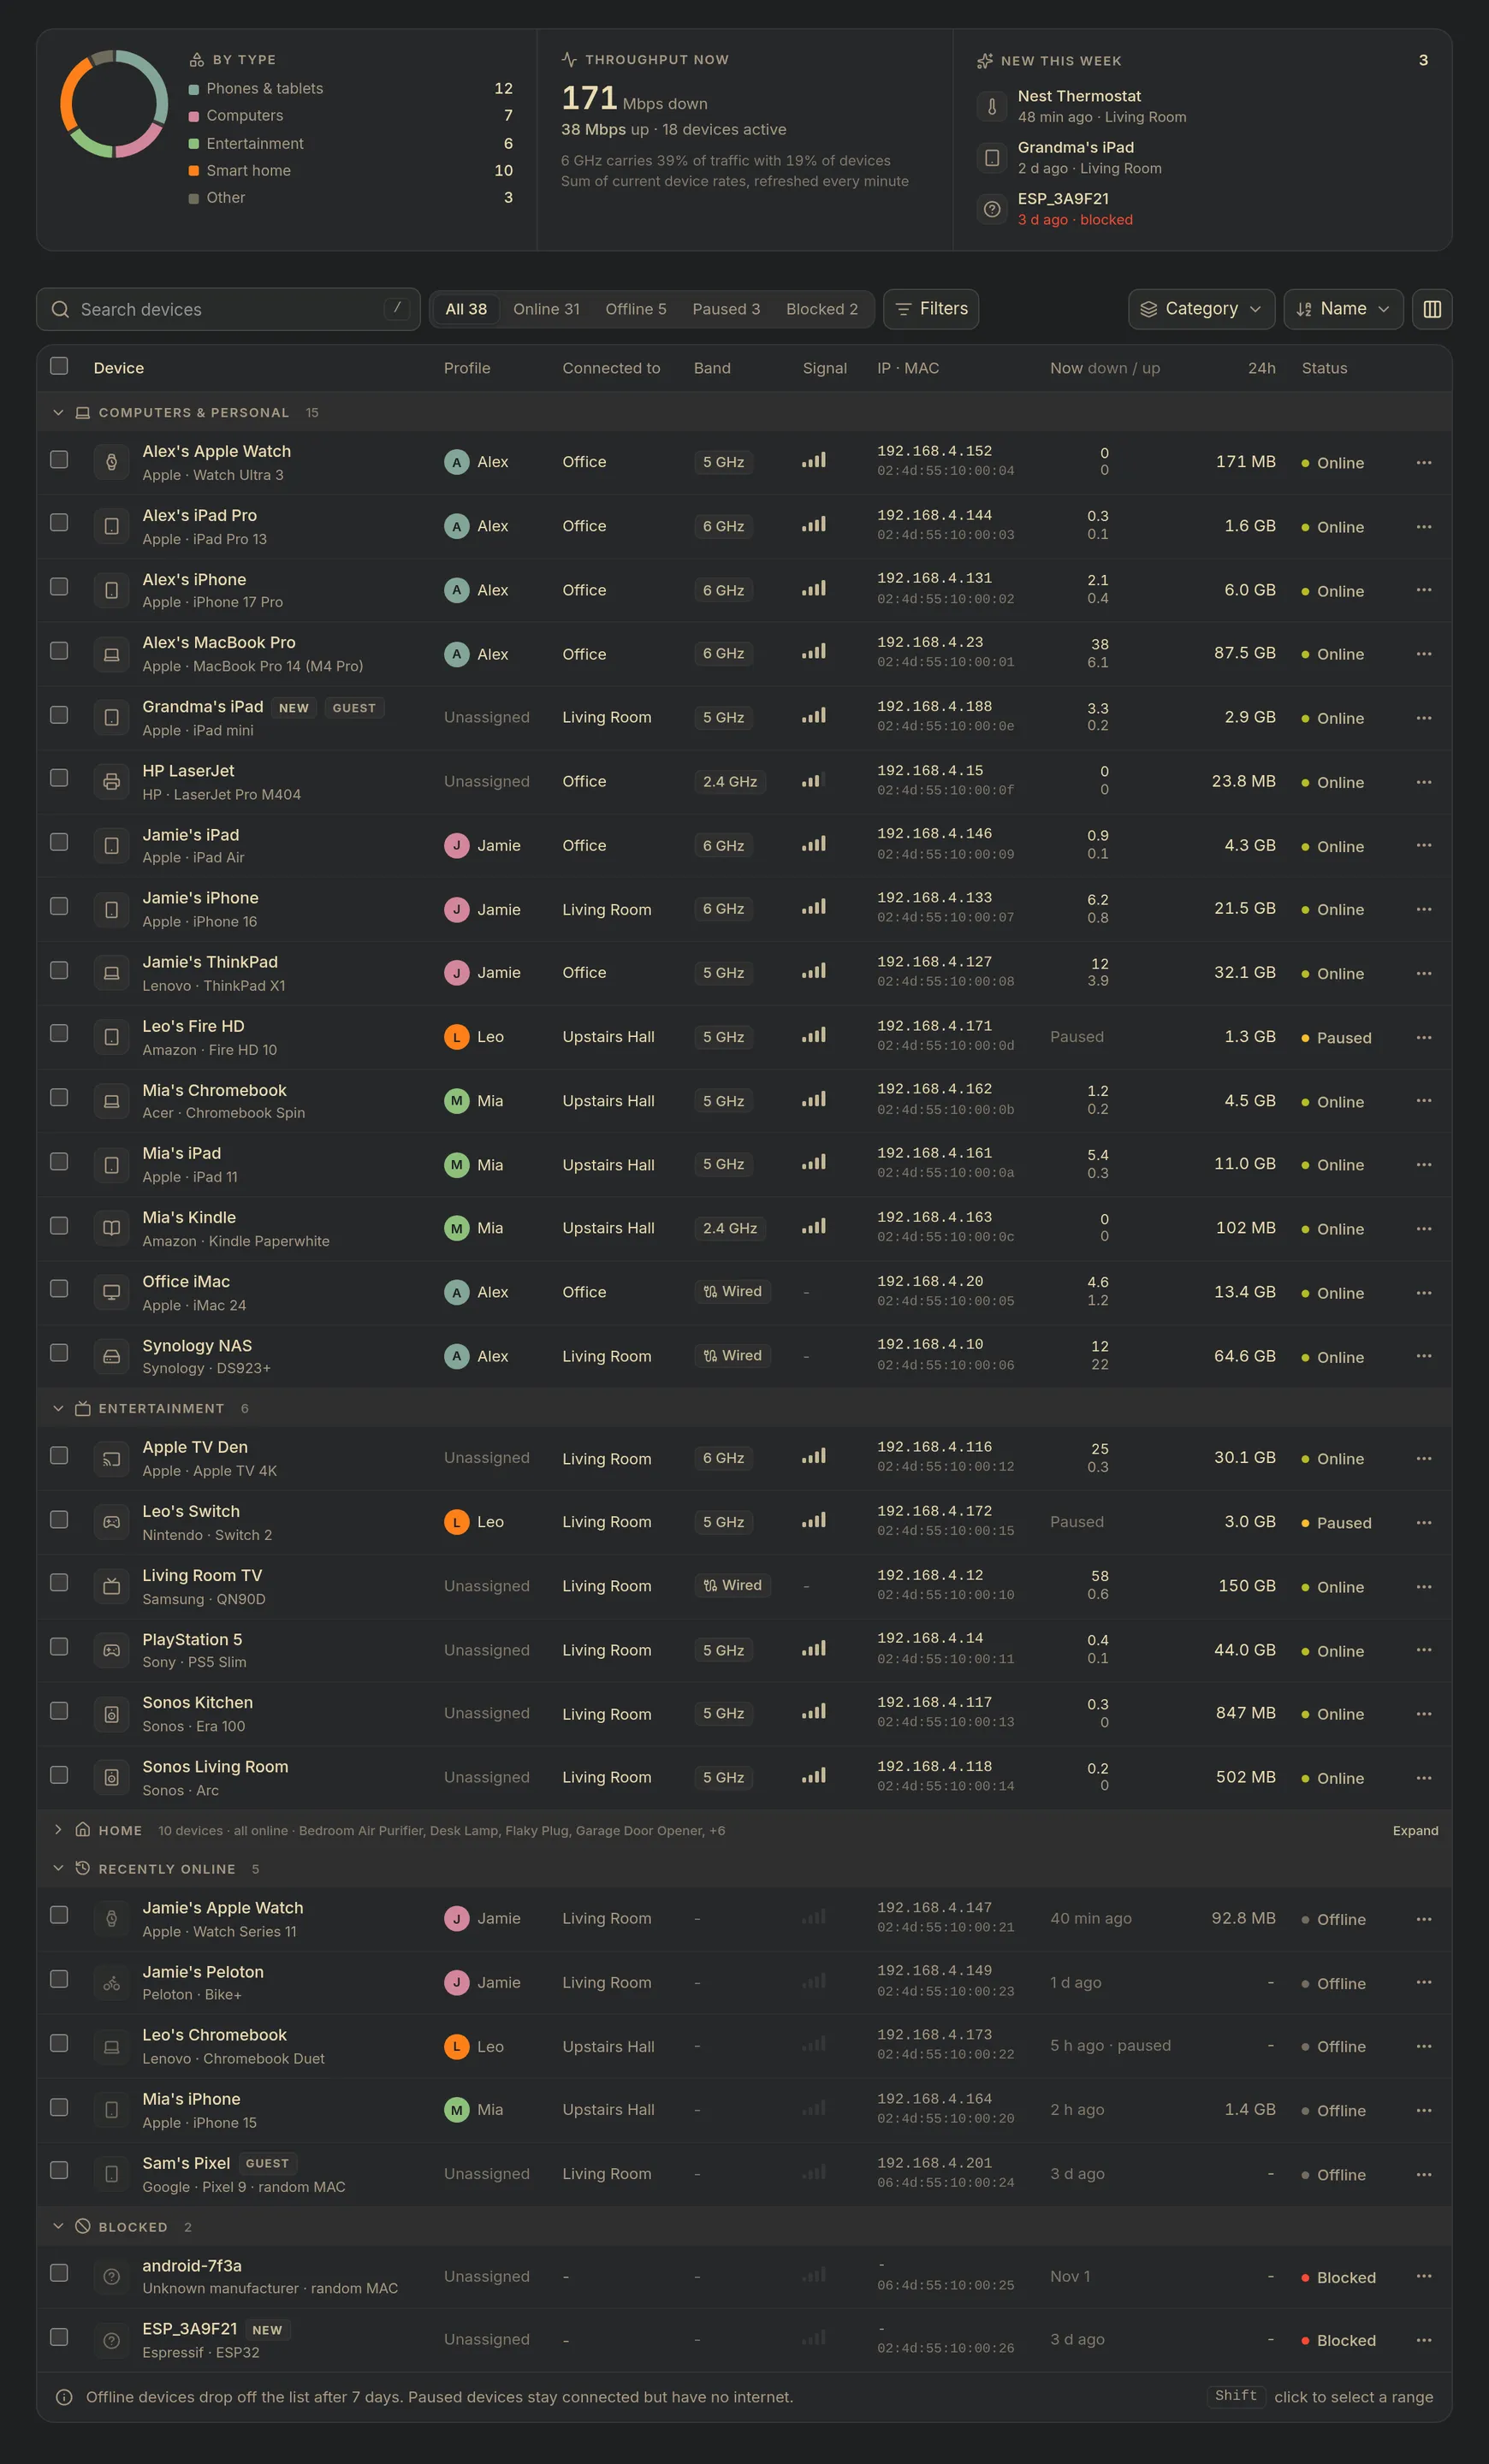 BY TYPE
Phones & tablets 12
Computers 7
Entertainment 6
Smart home 10
Other 3
THROUGHPUT NOW
171 Mbps down
38 Mbps up · 18 devices active
6 GHz carries 39% of traffic with 19% of devices
Sum of current device rates, refreshed every minute
NEW THIS WEEK 3
Nest Thermostat
48 min ago · Living Room
Grandma's iPad
2 d ago · Living Room
ESP_3A9F21
3 d ago · blocked
Search devices / All 38 Online 31 Offline 5 Paused 3 Blocked 2 Filters Category Name
Device Profile Connected to Band Signal IP · MAC Now down / up 24h Status
COMPUTERS & PERSONAL 15
Alex's Apple Watch 192.168.4.152 0
A Alex Office 5 GHz 171 MB Online
Apple · Watch Ultra 3 02:4d:55:10:00:04 0
Alex's iPad Pro 192.168.4.144 0.3
A Alex Office 6 GHz 1.6 GB Online
Apple · iPad Pro 13 02:4d:55:10:00:03 0.1
Alex's iPhone 192.168.4.131 2.1
A Alex Office 6 GHz 6.0 GB Online
Apple · iPhone 17 Pro 02:4d:55:10:00:02 0.4
Alex's MacBook Pro 192.168.4.23 38
A Alex Office 6 GHz 87.5 GB Online
Apple · MacBook Pro 14 (M4 Pro) 02:4d:55:10:00:01 6.1
Grandma's iPad NEW GUEST 192.168.4.188 3.3
Unassigned Living Room 5 GHz 2.9 GB Online
Apple · iPad mini 02:4d:55:10:00:0e 0.2
HP LaserJet 192.168.4.15 0
Unassigned Office 2.4 GHz 23.8 MB Online
HP · LaserJet Pro M404 02:4d:55:10:00:0f 0
Jamie's iPad 192.168.4.146 0.9
J Jamie Office 6 GHz 4.3 GB Online
Apple · iPad Air 02:4d:55:10:00:09 0.1
Jamie's iPhone 192.168.4.133 6.2
J Jamie Living Room 6 GHz 21.5 GB Online
Apple · iPhone 16 02:4d:55:10:00:07 0.8
Jamie's ThinkPad 192.168.4.127 12
J Jamie Office 5 GHz 32.1 GB Online
Lenovo · ThinkPad X1 02:4d:55:10:00:08 3.9
Leo's Fire HD 192.168.4.171
L Leo Upstairs Hall 5 GHz Paused 1.3 GB Paused
Amazon · Fire HD 10 02:4d:55:10:00:0d
Mia's Chromebook 192.168.4.162 1.2
M Mia Upstairs Hall 5 GHz 4.5 GB Online
Acer · Chromebook Spin 02:4d:55:10:00:0b 0.2
Mia's iPad 192.168.4.161 5.4
M Mia Upstairs Hall 5 GHz 11.0 GB Online
Apple · iPad 11 02:4d:55:10:00:0a 0.3
Mia's Kindle 192.168.4.163 0
M Mia Upstairs Hall 2.4 GHz 102 MB Online
Amazon · Kindle Paperwhite 02:4d:55:10:00:0c 0
Office iMac 192.168.4.20 4.6
A Alex Office Wired - 13.4 GB Online
Apple · iMac 24 02:4d:55:10:00:05 1.2
Synology NAS 192.168.4.10 12
A Alex Living Room Wired - 64.6 GB Online
Synology · DS923+ 02:4d:55:10:00:06 22
ENTERTAINMENT 6
Apple TV Den 192.168.4.116 25
Unassigned Living Room 6 GHz 30.1 GB Online
Apple · Apple TV 4K 02:4d:55:10:00:12 0.3
Leo's Switch 192.168.4.172
L Leo Living Room 5 GHz Paused 3.0 GB Paused
Nintendo · Switch 2 02:4d:55:10:00:15
Living Room TV 192.168.4.12 58
Unassigned Living Room Wired - 150 GB Online
Samsung · QN90D 02:4d:55:10:00:10 0.6
PlayStation 5 192.168.4.14 0.4
Unassigned Living Room 5 GHz 44.0 GB Online
Sony · PS5 Slim 02:4d:55:10:00:11 0.1
Sonos Kitchen 192.168.4.117 0.3
Unassigned Living Room 5 GHz 847 MB Online
Sonos · Era 100 02:4d:55:10:00:13 0
Sonos Living Room 192.168.4.118 0.2
Unassigned Living Room 5 GHz 502 MB Online
Sonos · Arc 02:4d:55:10:00:14 0
HOME 10 devices · all online · Bedroom Air Purifier, Desk Lamp, Flaky Plug, Garage Door Opener, +6 Expand
RECENTLY ONLINE 5
Jamie's Apple Watch 192.168.4.147
J Jamie Living Room - 40 min ago 92.8 MB Offline
Apple · Watch Series 11 02:4d:55:10:00:21
Jamie's Peloton 192.168.4.149
J Jamie Living Room - 1 d ago - Offline
Peloton · Bike+ 02:4d:55:10:00:23
Leo's Chromebook 192.168.4.173
L Leo Upstairs Hall - 5 h ago · paused - Offline
Lenovo · Chromebook Duet 02:4d:55:10:00:22
Mia's iPhone 192.168.4.164
M Mia Upstairs Hall - 2 h ago 1.4 GB Offline
Apple · iPhone 15 02:4d:55:10:00:20
Sam's Pixel GUEST 192.168.4.201
Unassigned Living Room - 3 d ago - Offline
Google · Pixel 9 · random MAC 06:4d:55:10:00:24
BLOCKED 2
android-7f3a -
Unassigned - - Nov 1 - Blocked
Unknown manufacturer · random MAC 06:4d:55:10:00:25
ESP_3A9F21 NEW -
Unassigned - - 3 d ago - Blocked
Espressif · ESP32 02:4d:55:10:00:26
Offline devices drop off the list after 7 days. Paused devices stay connected but have no internet. Shift click to select a range